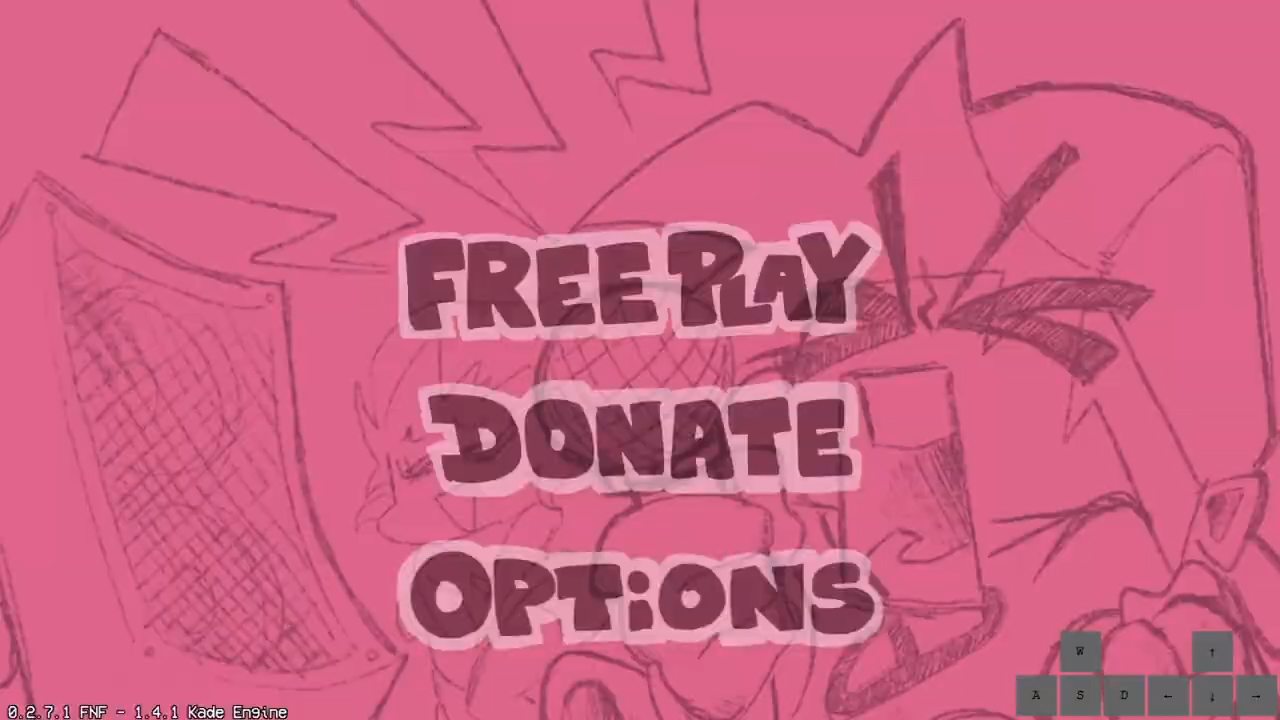 FREE PLAY
DONATE
OPTiONS
W ↑
A S D ← ↓ →
0.2.7.1 FNF - 1.4.1 Kade Engine